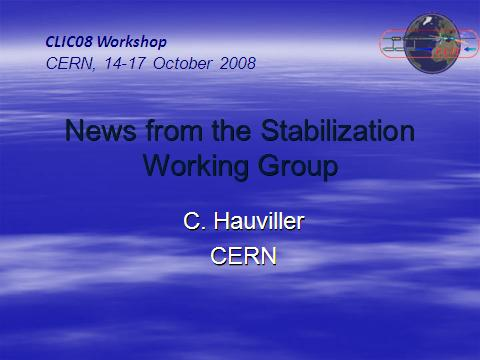 CLIC08 Workshop
CERN, 14-17 October 2008
News from the Stabilization
Working Group
C. Hauviller
CERN